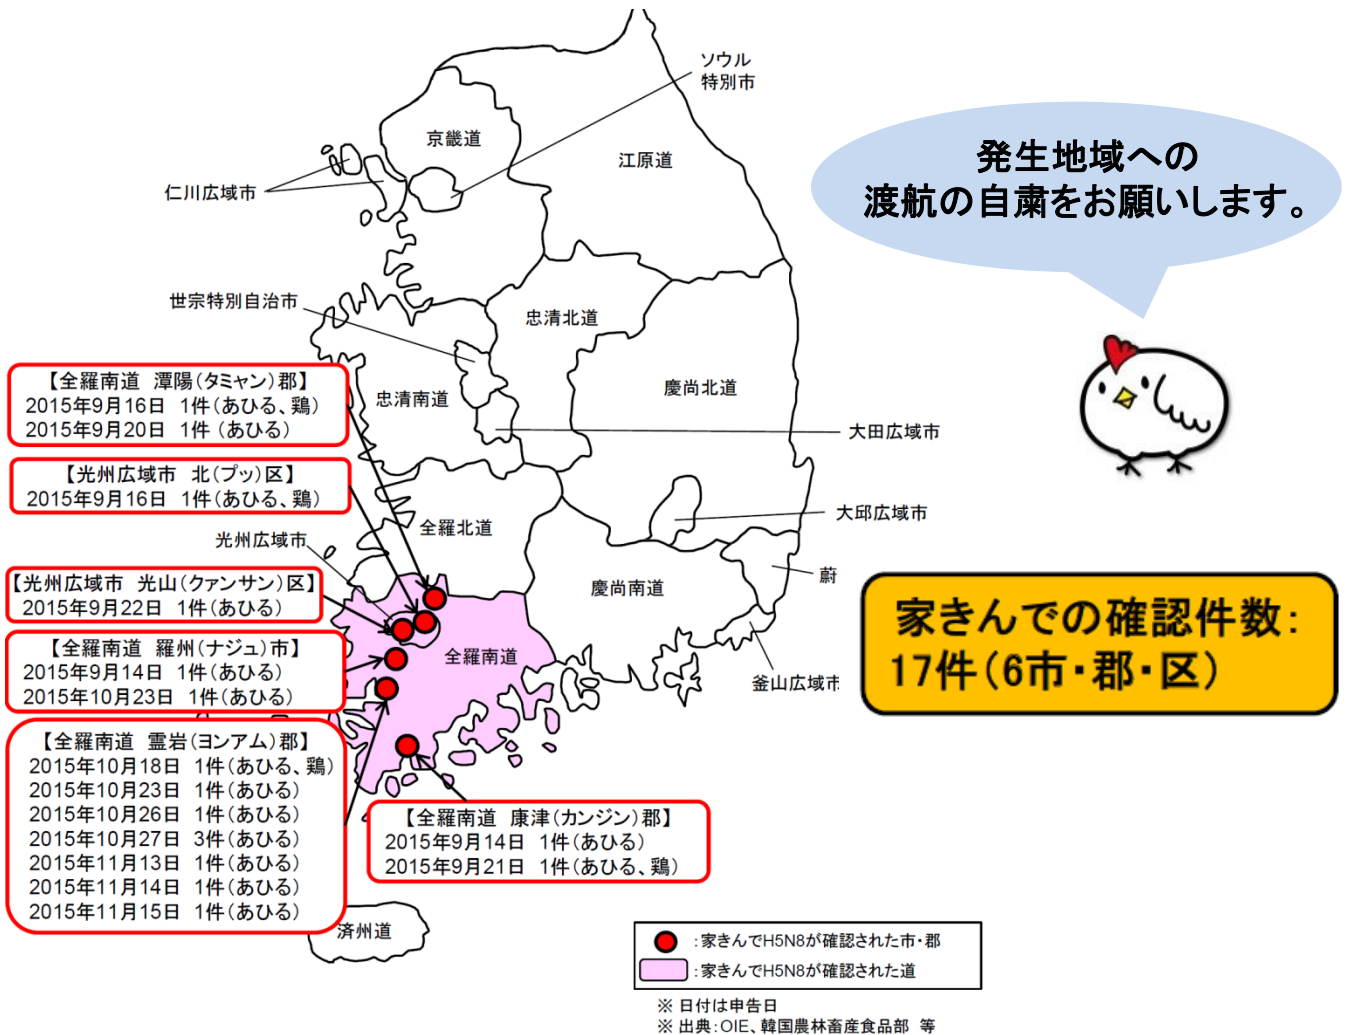 ソウル
特別市
京畿道
江原道
仁川広域市
発生地域への
渡航の自粛をお願いします。
世宗特別自治市
忠清北道
忠清南道
慶尚北道
大田広域市
【全羅南道 潭陽(タミャン)郡】
2015年9月16日 1件(あひる、鶏)
2015年9月20日 1件(あひる)
【光州広域市 北(プッ)区】
2015年9月16日 1件(あひる、鶏)
全羅北道
大邱広域市
光州広域市
慶尚南道
蔚
【光州広域市 光山(クァンサン)区】
2015年9月22日 1件(あひる)
家きんでの確認件数:
17件(6市・郡・区)
【全羅南道 羅州(ナジュ)市】
2015年9月14日 1件(あひる)
2015年10月23日 1件(あひる)
全羅南道
釜山広域市
【全羅南道 霊岩(ヨンアム)郡】
2015年10月18日 1件(あひる、鶏)
2015年10月23日 1件(あひる)
2015年10月26日 1件(あひる)
2015年10月27日 3件(あひる)
2015年11月13日 1件(あひる)
2015年11月14日 1件(あひる)
2015年11月15日 1件(あひる)
【全羅南道 康津(カンジン)郡】
2015年9月14日 1件(あひる)
2015年9月21日 1件(あひる、鶏)
済州道
:家きんでH5N8が確認された市・郡
:家きんでH5N8が確認された道
※ 日付は申告日
※ 出典:OIE、韓国農林畜産食品部 等